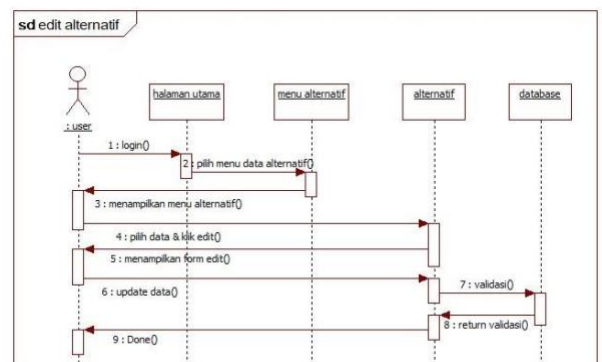 sd edit alternatif
halaman utama
menu alternatif
alternatif
database
: user
1 : login()
2 : pilih menu data alternatif()
3 : menampilkan menu alternatif()
4 : pilih data & klik edit()
5 : menampilkan form edit()
6 : update data()
7 : validasi()
8 : return validasi()
9 : Done()